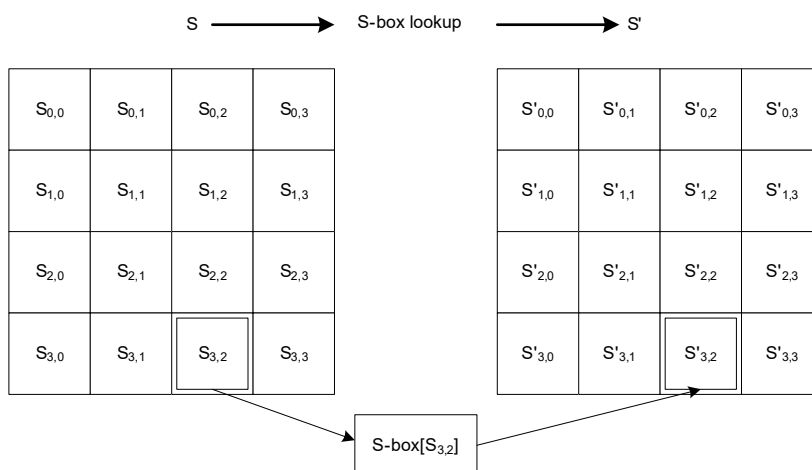 S S-box lookup S'
S0,0 S0,1 S0,2 S0,3 S'0,0 S'0,1 S'0,2 S'0,3
S1,0 S1,1 S1,2 S1,3 S'1,0 S'1,1 S'1,2 S'1,3
S2,0 S2,1 S2,2 S2,3 S'2,0 S'2,1 S'2,2 S'2,3
S3,0 S3,1 S3,2 S3,3 S'3,0 S'3,1 S'3,2 S'3,3
S-box[S3,2]